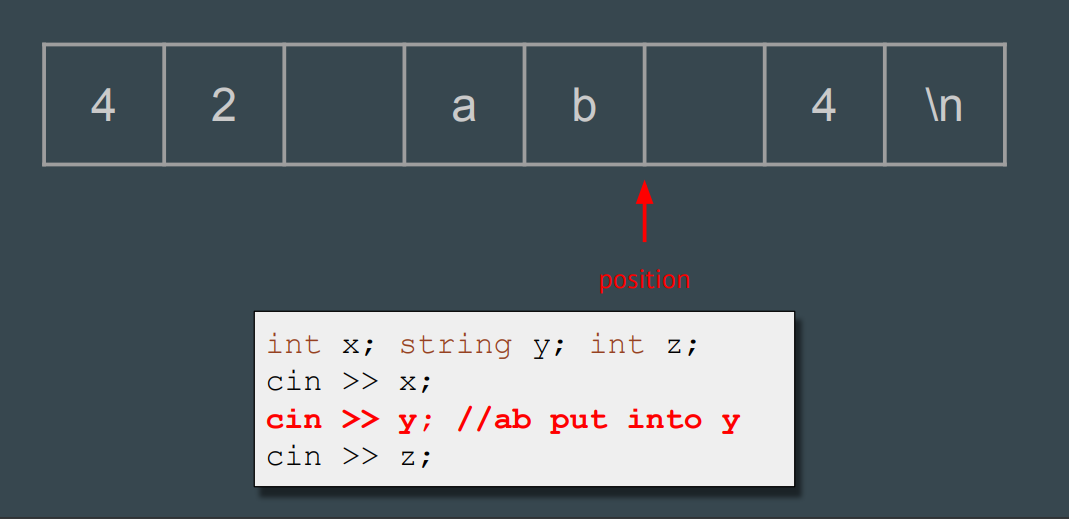 4 2 a b 4 \n
position
int x; string y; int z;
cin >> x;
cin >> y; //ab put into y
cin >> z;